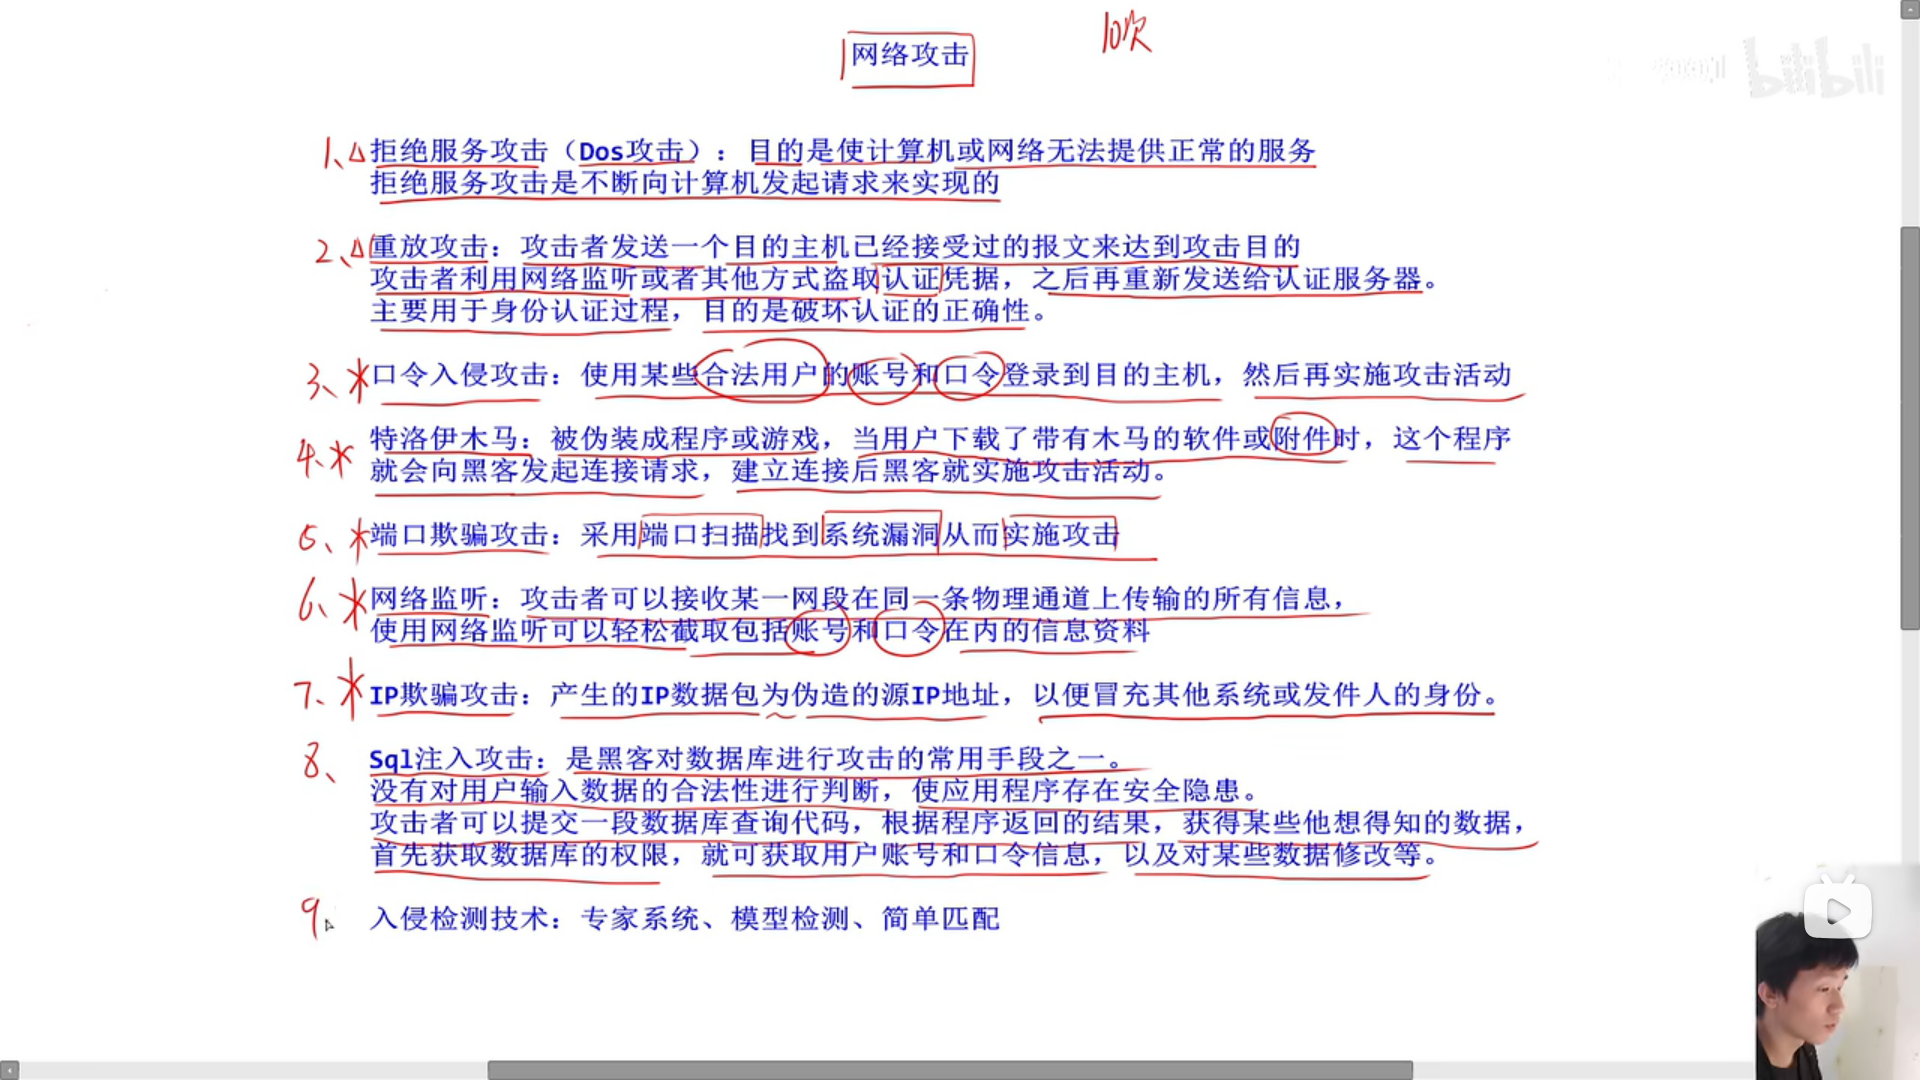 网络攻击
10次
bilibili
1、△拒绝服务攻击（Dos攻击）：目的是使计算机或网络无法提供正常的服务
拒绝服务攻击是不断向计算机发起请求来实现的
2、△重放攻击：攻击者发送一个目的主机已经接受过的报文来达到攻击目的
攻击者利用网络监听或者其他方式盗取认证凭据，之后再重新发送给认证服务器。
主要用于身份认证过程，目的是破坏认证的正确性。
3、*口令入侵攻击：使用某些合法用户的账号和口令登录到目的主机，然后再实施攻击活动
4、*特洛伊木马：被伪装成程序或游戏，当用户下载了带有木马的软件或附件时，这个程序
就会向黑客发起连接请求，建立连接后黑客就实施攻击活动。
5、*端口欺骗攻击：采用端口扫描找到系统漏洞从而实施攻击
6、*网络监听：攻击者可以接收某一网段在同一条物理通道上传输的所有信息，
使用网络监听可以轻松截取包括账号和口令在内的信息资料
7、*IP欺骗攻击：产生的IP数据包为伪造的源IP地址，以便冒充其他系统或发件人的身份。
8、Sql注入攻击：是黑客对数据库进行攻击的常用手段之一。
没有对用户输入数据的合法性进行判断，使应用程序存在安全隐患。
攻击者可以提交一段数据库查询代码，根据程序返回的结果，获得某些他想得知的数据，
首先获取数据库的权限，就可获取用户账号和口令信息，以及对某些数据修改等。
9、入侵检测技术：专家系统、模型检测、简单匹配